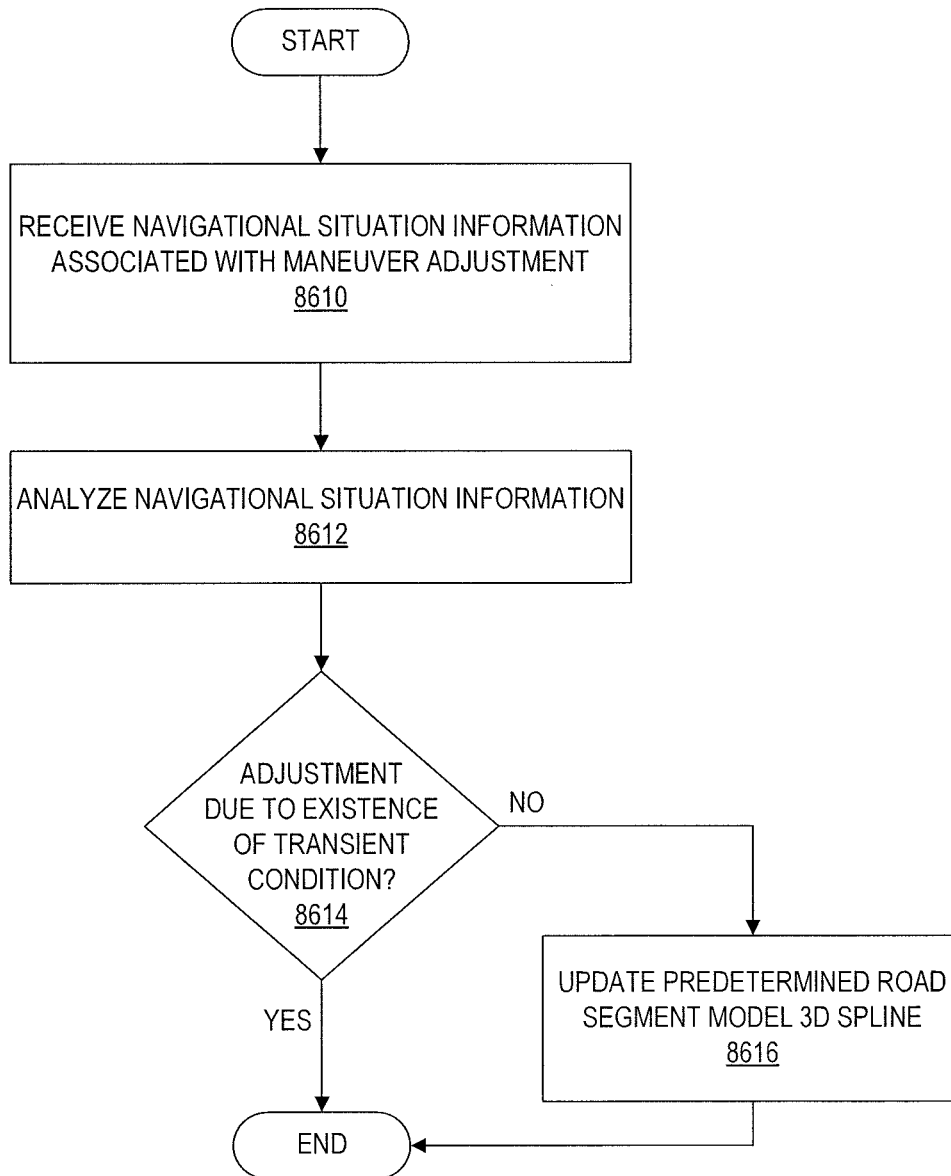 START
RECEIVE NAVIGATIONAL SITUATION INFORMATION
ASSOCIATED WITH MANEUVER ADJUSTMENT
8610
ANALYZE NAVIGATIONAL SITUATION INFORMATION
8612
ADJUSTMENT
DUE TO EXISTENCE
OF TRANSIENT
CONDITION?
8614
NO
YES
UPDATE PREDETERMINED ROAD
SEGMENT MODEL 3D SPLINE
8616
END